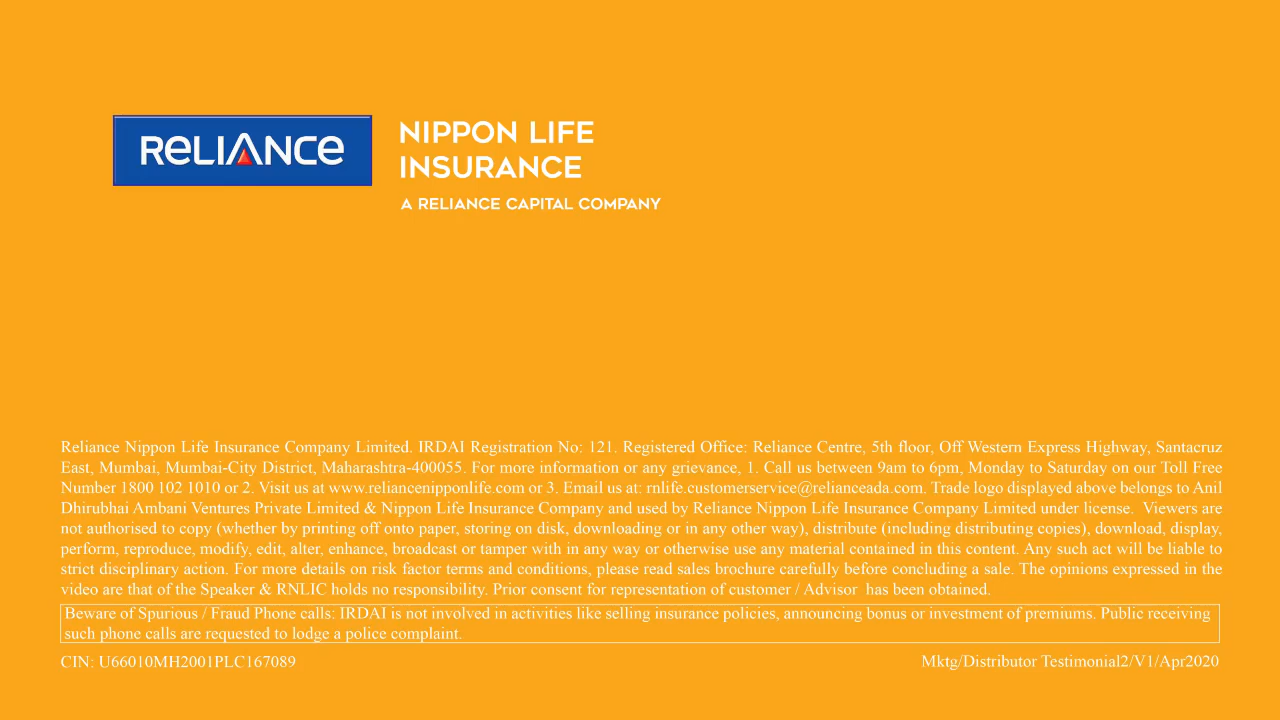 RELIANCE
NIPPON LIFE
INSURANCE
A RELIANCE CAPITAL COMPANY
Reliance Nippon Life Insurance Company Limited. IRDAI Registration No: 121. Registered Office: Reliance Centre, 5th floor, Off Western Express Highway, Santacruz
East, Mumbai, Mumbai-City District, Maharashtra-400055. For more information or any grievance, 1. Call us between 9am to 6pm, Monday to Saturday on our Toll Free
Number 1800 102 1010 or 2. Visit us at www.reliancenipponlife.com or 3. Email us at: rnlife.customerservice@relianceada.com. Trade logo displayed above belongs to Anil
Dhirubhai Ambani Ventures Private Limited & Nippon Life Insurance Company and used by Reliance Nippon Life Insurance Company Limited under license. Viewers are
not authorised to copy (whether by printing off onto paper, storing on disk, downloading or in any other way), distribute (including distributing copies), download, display,
perform, reproduce, modify, edit, alter, enhance, broadcast or tamper with in any way or otherwise use any material contained in this content. Any such act will be liable to
strict disciplinary action. For more details on risk factor terms and conditions, please read sales brochure carefully before concluding a sale. The opinions expressed in the
video are that of the Speaker & RNLIC holds no responsibility. Prior consent for representation of customer / Advisor has been obtained.
Beware of Spurious / Fraud Phone calls: IRDAI is not involved in activities like selling insurance policies, announcing bonus or investment of premiums. Public receiving
such phone calls are requested to lodge a police complaint.
CIN: U66010MH2001PLC167089
Mktg/Distributor Testimonial2/V1/Apr2020